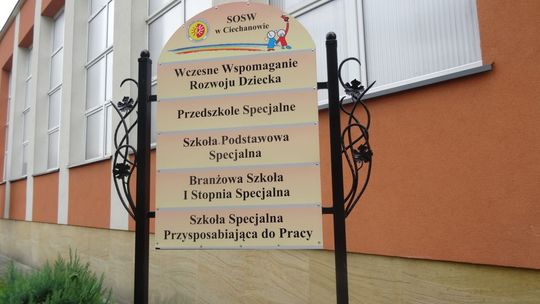 SOSW
w Ciechanowie
Wczesne Wspomaganie
Rozwoju Dziecka
Przedszkole Specjalne
Szkoła Podstawowa
Specjalna
Branżowa Szkoła
I Stopnia Specjalna
Szkoła Specjalna
Przysposabiająca do Pracy